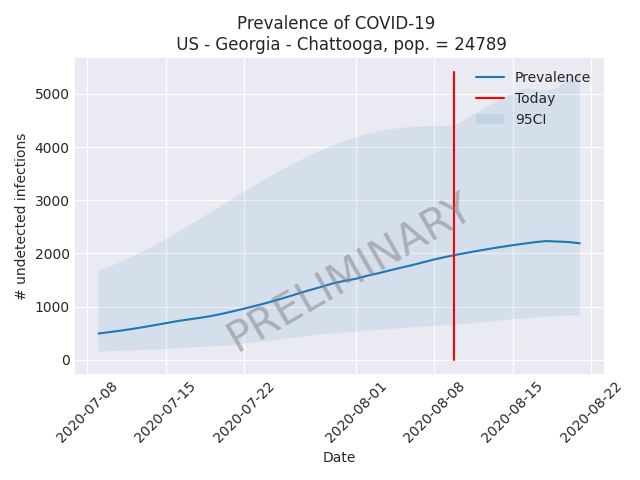 Prevalence of COVID-19
US - Georgia - Chattooga, pop. = 24789
Prevalence
Today
95CI
5000
4000
3000
2000
1000
0
# undetected infections
PRELIMINARY
2020-07-08
2020-07-15
2020-07-22
2020-08-01
2020-08-08
2020-08-15
2020-08-22
Date